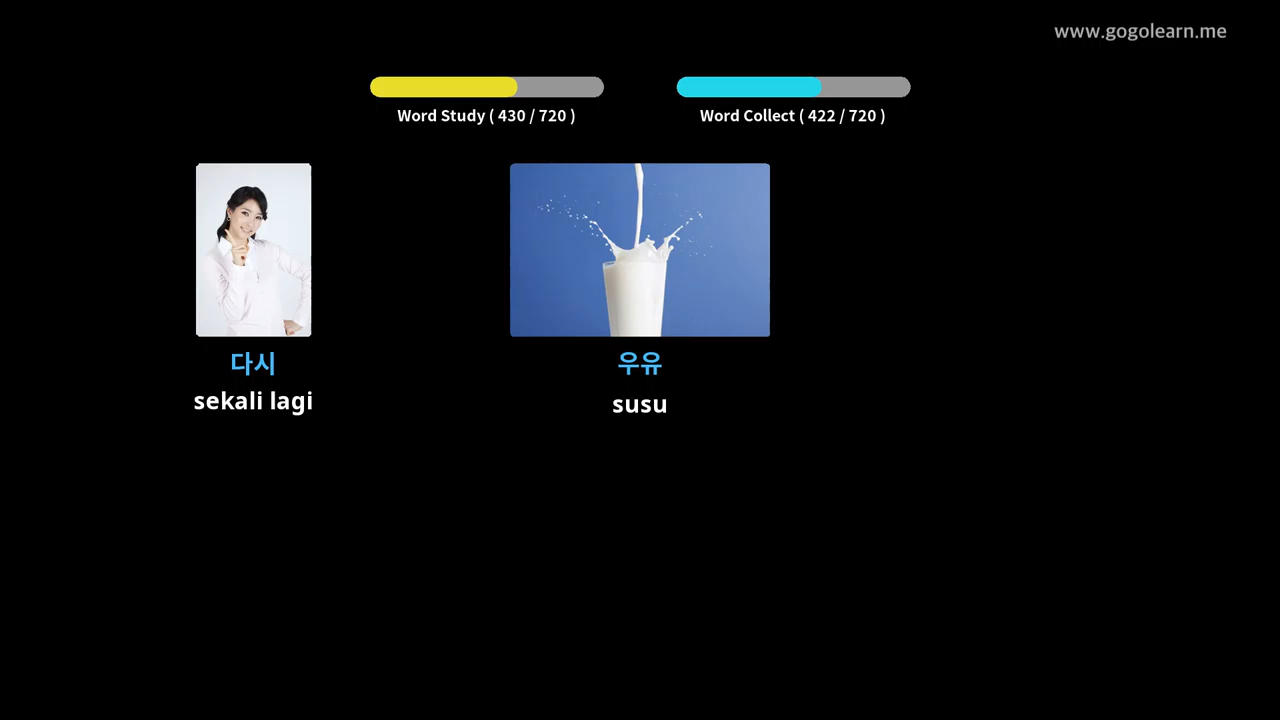 www.gogolearn.me
Word Study ( 430 / 720 )
Word Collect ( 422 / 720 )
다시
sekali lagi
우유
susu